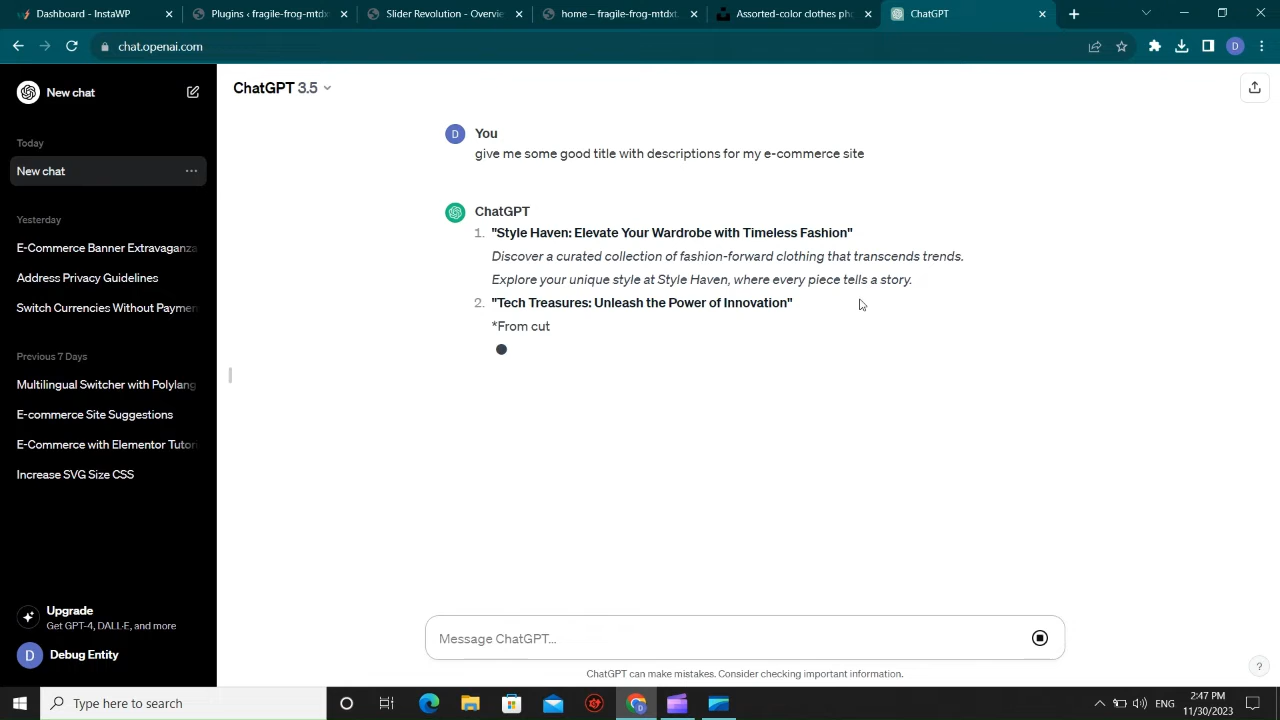 Dashboard - InstaWP
Plugins ‹ fragile-frog-mtdx
Slider Revolution - Overvie
home – fragile-frog-mtdxt.
Assorted-color clothes ph
ChatGPT
chat.openai.com
D
New chat
ChatGPT 3.5
Today
New chat
Yesterday
E-Commerce Banner Extravaganza
Address Privacy Guidelines
Switch Currencies Without Paymen
Previous 7 Days
Multilingual Switcher with Polylang
E-commerce Site Suggestions
E-Commerce with Elementor Tutori
Increase SVG Size CSS
Upgrade
Get GPT-4, DALL·E, and more
D
Debug Entity
D
You
give me some good title with descriptions for my e-commerce site
ChatGPT
1. "Style Haven: Elevate Your Wardrobe with Timeless Fashion"
Discover a curated collection of fashion-forward clothing that transcends trends.
Explore your unique style at Style Haven, where every piece tells a story.
2. "Tech Treasures: Unleash the Power of Innovation"
*From cut
Message ChatGPT...
ChatGPT can make mistakes. Consider checking important information.
?
Type here to search
ENG
2:47 PM
11/30/2023